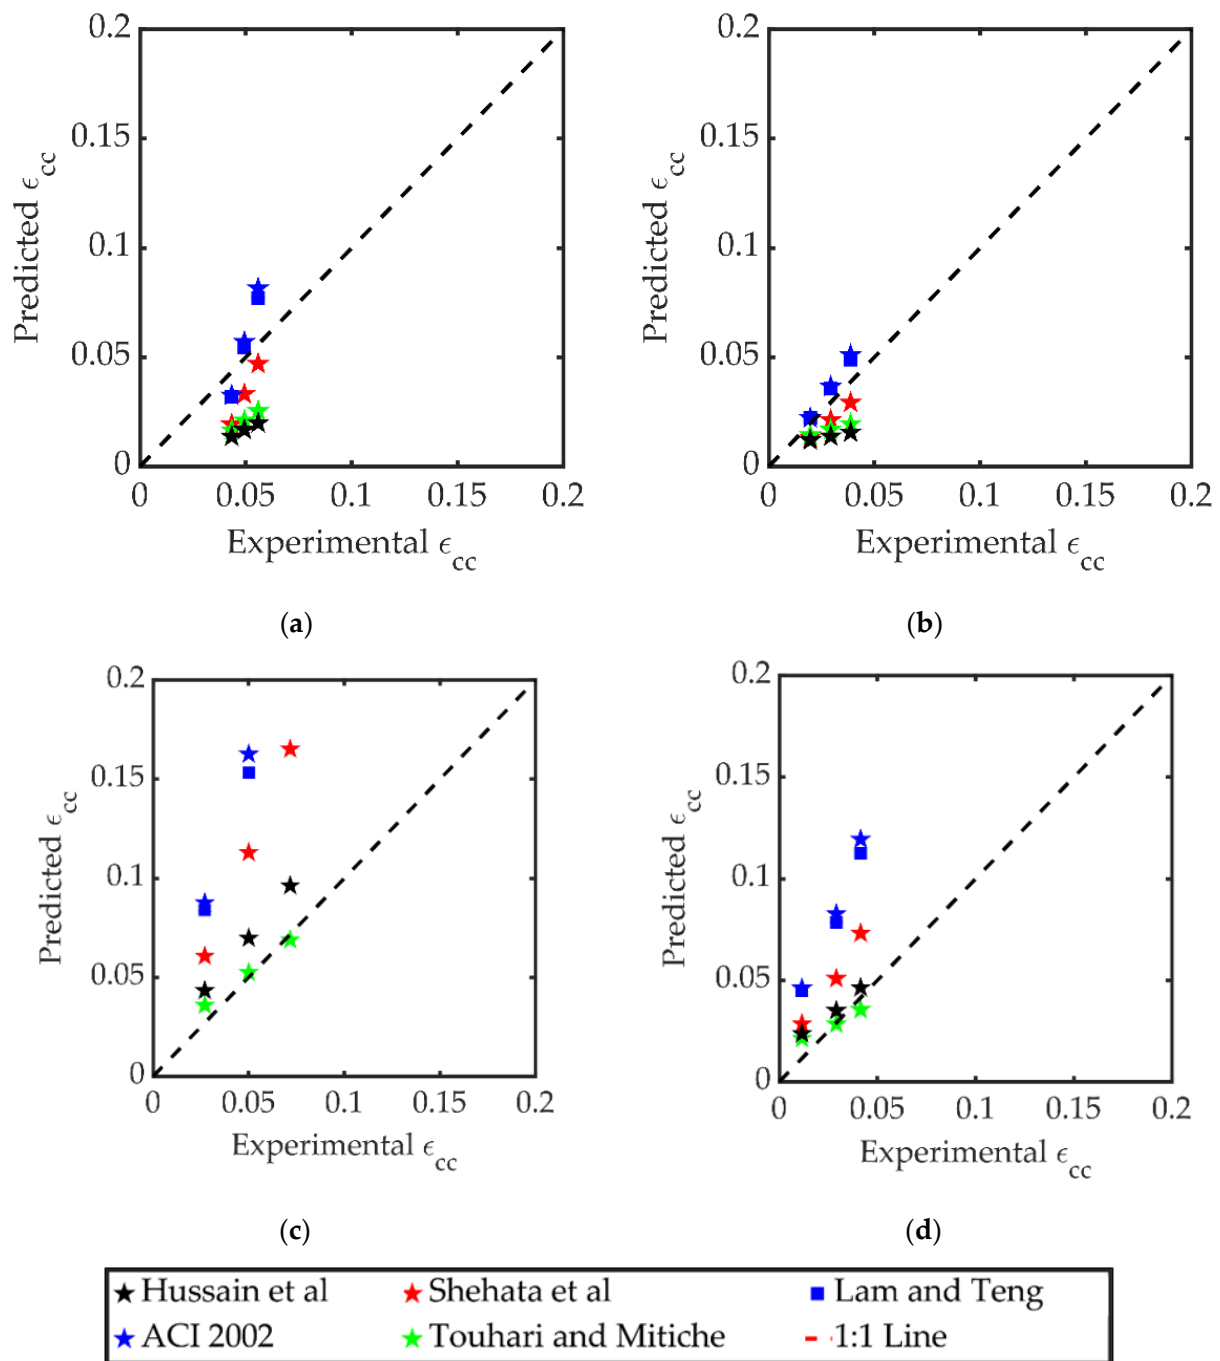 0.2
0.15
0.1
0.05
0
Predicted ϵcc
0 0.05 0.1 0.15 0.2
Experimental ϵcc
(a)
0.2
0.15
0.1
0.05
0
Predicted ϵcc
0 0.05 0.1 0.15 0.2
Experimental ϵcc
(b)
0.2
0.15
0.1
0.05
0
Predicted ϵcc
0 0.05 0.1 0.15 0.2
Experimental ϵcc
(c)
0.2
0.15
0.1
0.05
0
Predicted ϵcc
0 0.05 0.1 0.15 0.2
Experimental ϵcc
(d)
Hussain et al Shehata et al Lam and Teng
ACI 2002 Touhari and Mitiche 1:1 Line